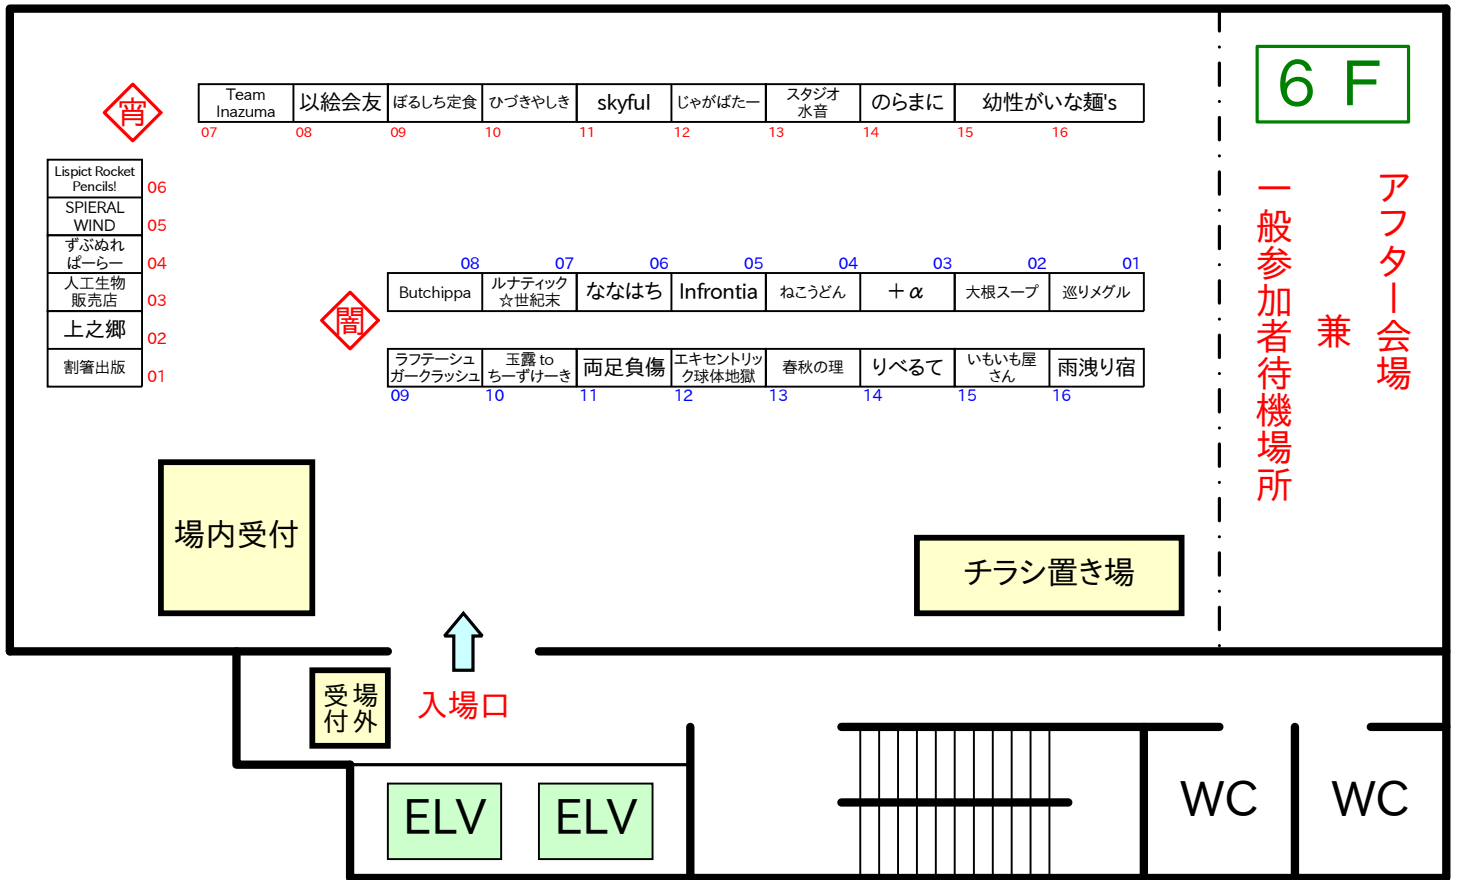 6 F
宵
Team
Inazuma
以絵会友
ぽるしち定食
ひづきやしき
skyful
じゃがばたー
スタジオ
水音
のらまに
幼性がいな麺's
07
08
09
10
11
12
13
14
15
16
Lispict Rocket
Pencils!
06
SPIERAL
WIND
05
ずぶぬれ
ぱーらー
04
人工生物
販売店
03
上之郷
02
割箸出版
01
闇
08
07
06
05
04
03
02
01
Butchippa
ルナティック
☆世紀末
ななはち
Infrontia
ねこうどん
+α
大根スープ
巡りメグル
ラフテーシュ
ガークラッシュ
玉露 to
ちーずけーき
両足負傷
エキセントリッ
ク球体地獄
春秋の理
りべるて
いもいも屋
さん
雨洩り宿
09
10
11
12
13
14
15
16
アフター会場
兼
一般参加者待機場所
場内受付
チラシ置き場
場外
受付
入場口
ELV
ELV
WC
WC